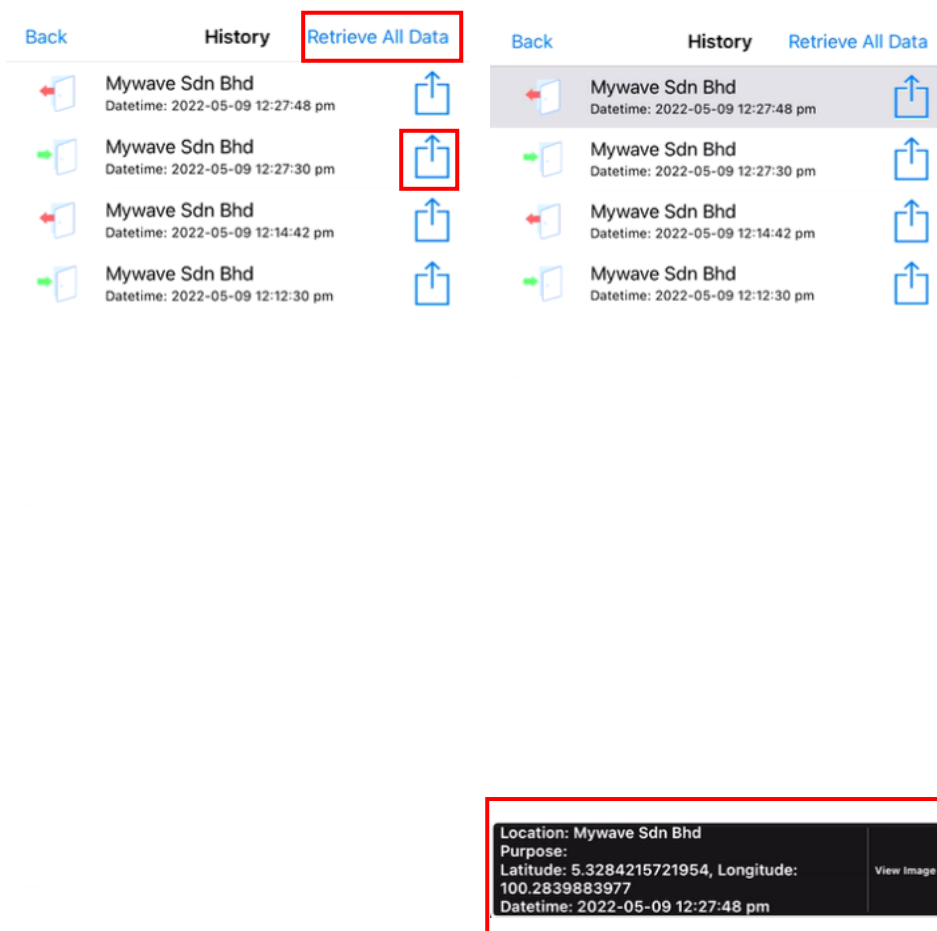 Back History Retrieve All Data
Mywave Sdn Bhd
Datetime: 2022-05-09 12:27:48 pm
Mywave Sdn Bhd
Datetime: 2022-05-09 12:27:30 pm
Mywave Sdn Bhd
Datetime: 2022-05-09 12:14:42 pm
Mywave Sdn Bhd
Datetime: 2022-05-09 12:12:30 pm
Back History Retrieve All Data
Mywave Sdn Bhd
Datetime: 2022-05-09 12:27:48 pm
Mywave Sdn Bhd
Datetime: 2022-05-09 12:27:30 pm
Mywave Sdn Bhd
Datetime: 2022-05-09 12:14:42 pm
Mywave Sdn Bhd
Datetime: 2022-05-09 12:12:30 pm
Location: Mywave Sdn Bhd
Purpose:
Latitude: 5.3284215721954, Longitude:
100.2839883977
Datetime: 2022-05-09 12:27:48 pm
View Image